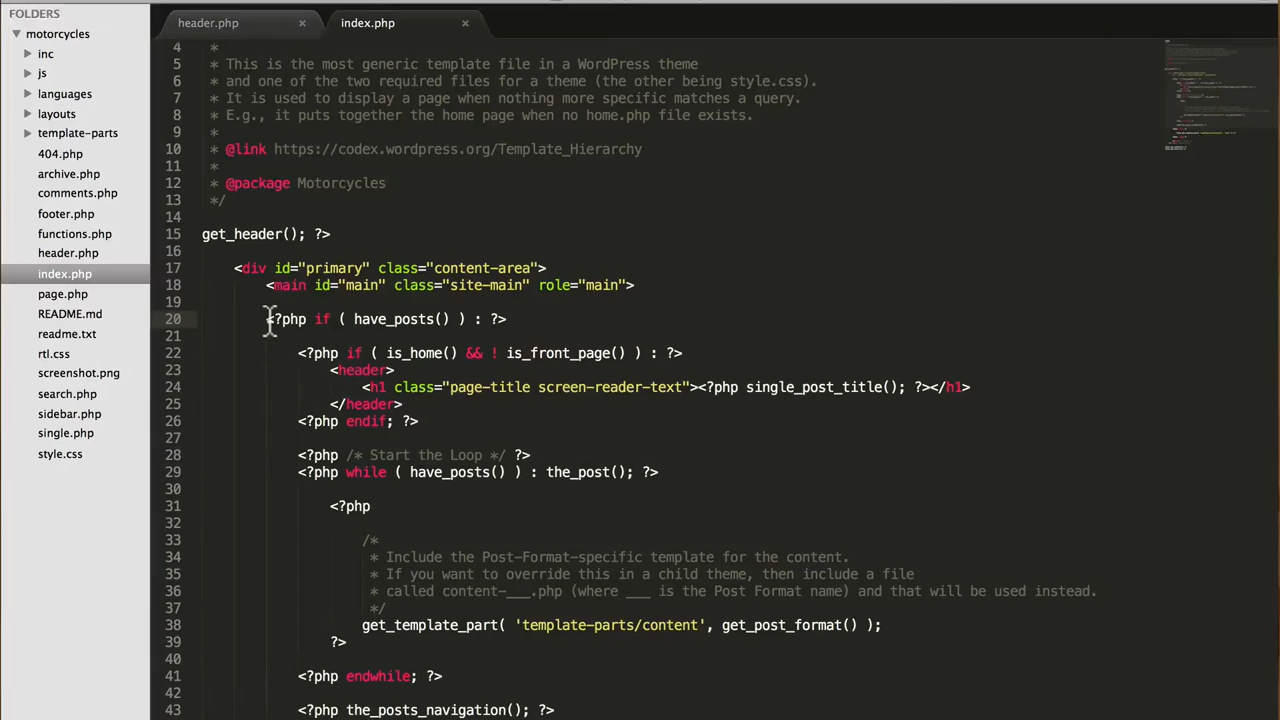 FOLDERS
motorcycles
inc
js
languages
layouts
template-parts
404.php
archive.php
comments.php
footer.php
functions.php
header.php
index.php
page.php
README.md
readme.txt
rtl.css
screenshot.png
search.php
sidebar.php
single.php
style.css
header.php × index.php ×
4 *
5 * This is the most generic template file in a WordPress theme
6 * and one of the two required files for a theme (the other being style.css).
7 * It is used to display a page when nothing more specific matches a query.
8 * E.g., it puts together the home page when no home.php file exists.
9 *
10 * @link https://codex.wordpress.org/Template_Hierarchy
11 *
12 * @package Motorcycles
13 */
14
15 get_header(); ?>
16
17 <div id="primary" class="content-area">
18 <main id="main" class="site-main" role="main">
19
20 <?php if ( have_posts() ) : ?>
21
22 <?php if ( is_home() && ! is_front_page() ) : ?>
23 <header>
24 <h1 class="page-title screen-reader-text"><?php single_post_title(); ?></h1>
25 </header>
26 <?php endif; ?>
27
28 <?php /* Start the Loop */ ?>
29 <?php while ( have_posts() ) : the_post(); ?>
30
31 <?php
32
33 /*
34 * Include the Post-Format-specific template for the content.
35 * If you want to override this in a child theme, then include a file
36 * called content-___.php (where ___ is the Post Format name) and that will be used instead.
37 */
38 get_template_part( 'template-parts/content', get_post_format() );
39 ?>
40
41 <?php endwhile; ?>
42
43 <?php the_posts_navigation(); ?>